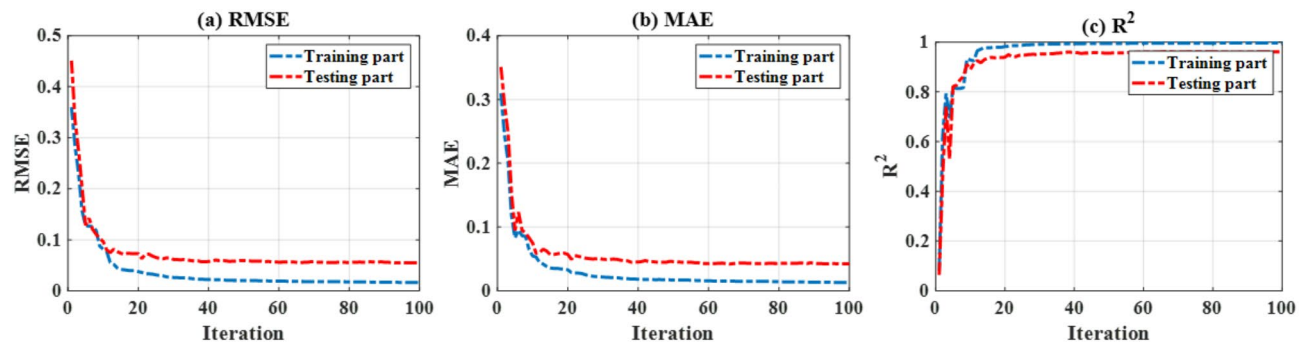 (a) RMSE
RMSE
0.5
0.4
0.3
0.2
0.1
0
0 20 40 60 80 100
Iteration
Training part
Testing part
(b) MAE
MAE
0.4
0.3
0.2
0.1
0
0 20 40 60 80 100
Iteration
Training part
Testing part
(c) R²
R²
1
0.8
0.6
0.4
0.2
0
0 20 40 60 80 100
Iteration
Training part
Testing part